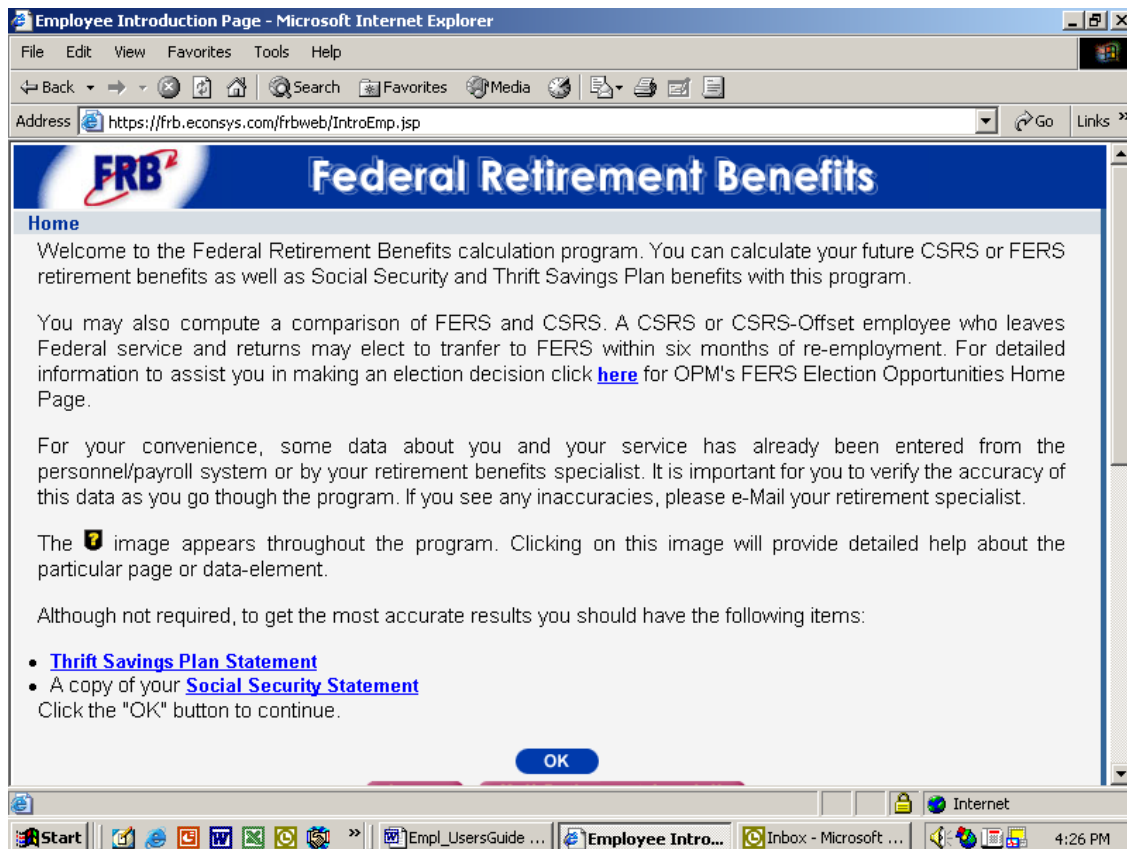 Employee Introduction Page - Microsoft Internet Explorer
File Edit View Favorites Tools Help
Back Search Favorites Media
Address https://frb.econsys.com/frbweb/IntroEmp.jsp Go Links »
FRB Federal Retirement Benefits
Home
Welcome to the Federal Retirement Benefits calculation program. You can calculate your future CSRS or FERS
retirement benefits as well as Social Security and Thrift Savings Plan benefits with this program.
You may also compute a comparison of FERS and CSRS. A CSRS or CSRS-Offset employee who leaves
Federal service and returns may elect to tranfer to FERS within six months of re-employment. For detailed
information to assist you in making an election decision click here for OPM's FERS Election Opportunities Home
Page.
For your convenience, some data about you and your service has already been entered from the
personnel/payroll system or by your retirement benefits specialist. It is important for you to verify the accuracy of
this data as you go though the program. If you see any inaccuracies, please e-Mail your retirement specialist.
The ? image appears throughout the program. Clicking on this image will provide detailed help about the
particular page or data-element.
Although not required, to get the most accurate results you should have the following items:
• Thrift Savings Plan Statement
• A copy of your Social Security Statement
Click the "OK" button to continue.
OK
Internet
Start » Empl_UsersGuide ... Employee Intro... Inbox - Microsoft ... 4:26 PM